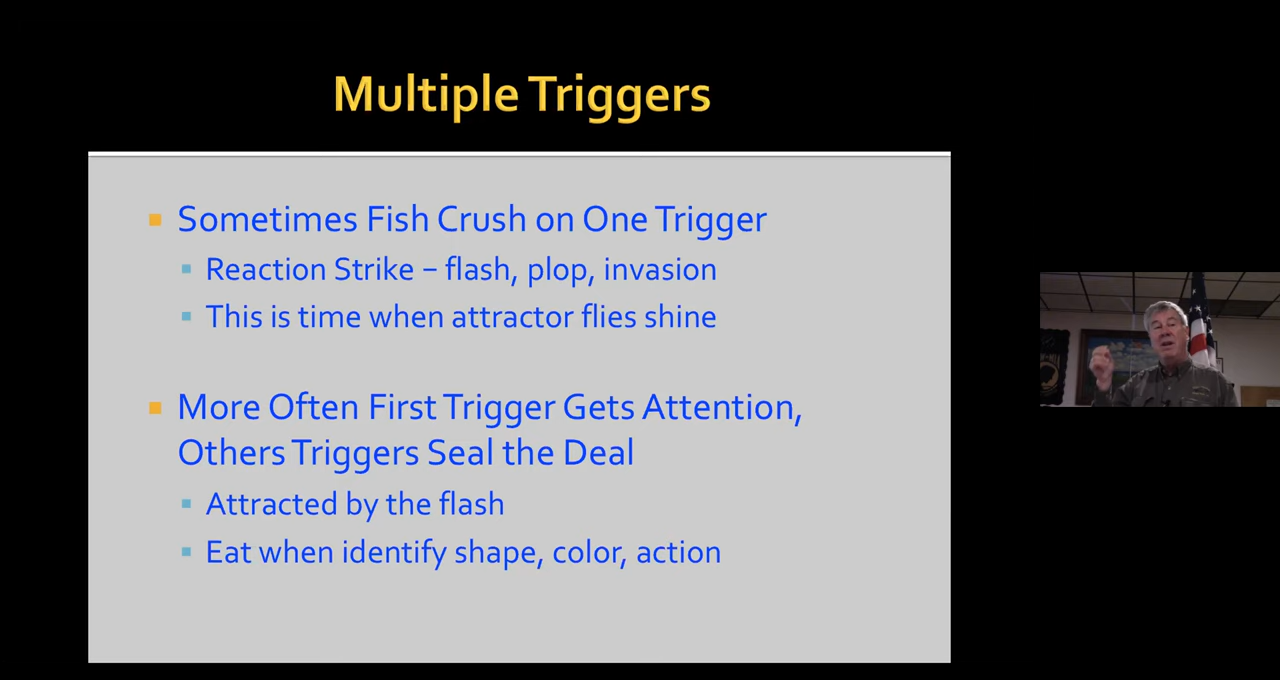 Multiple Triggers
Sometimes Fish Crush on One Trigger
Reaction Strike – flash, plop, invasion
This is time when attractor flies shine
More Often First Trigger Gets Attention,
Others Triggers Seal the Deal
Attracted by the flash
Eat when identify shape, color, action